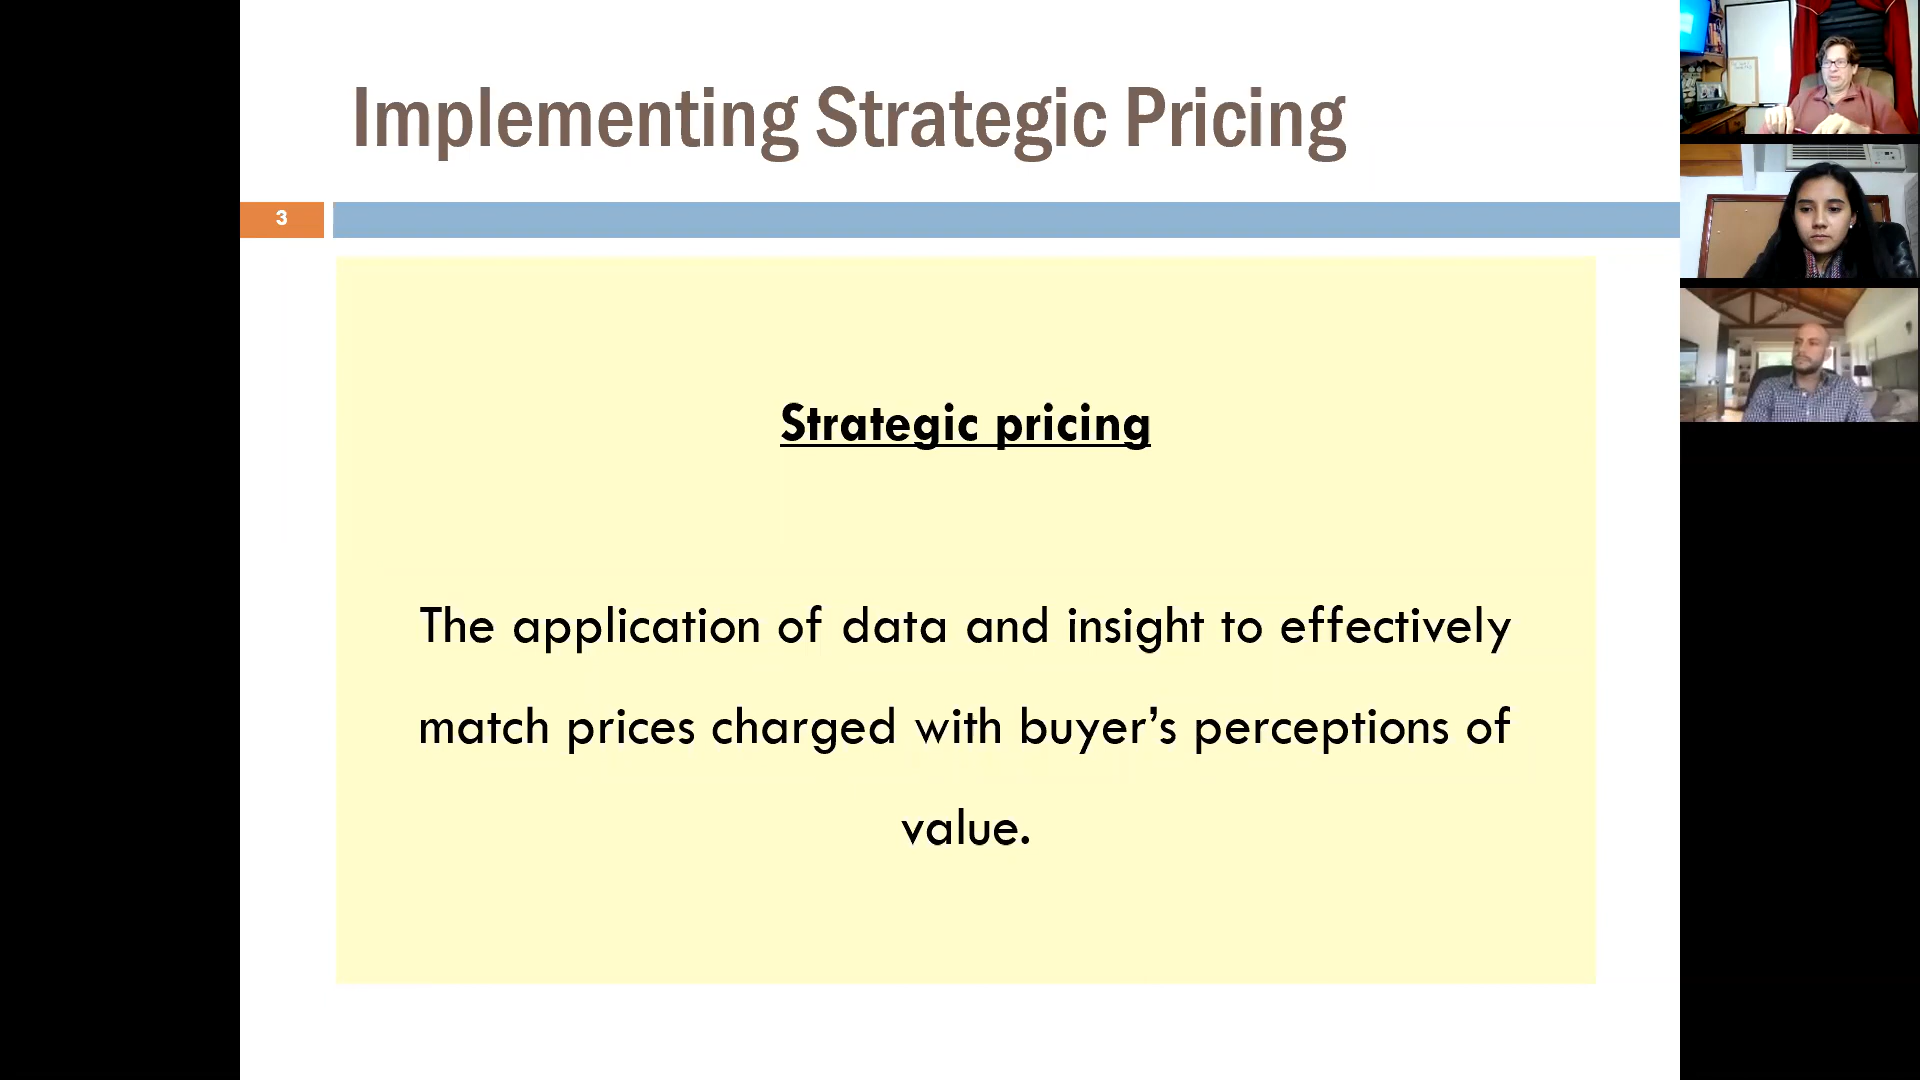 Implementing Strategic Pricing
3
Strategic pricing
The application of data and insight to effectively
match prices charged with buyer’s perceptions of
value.